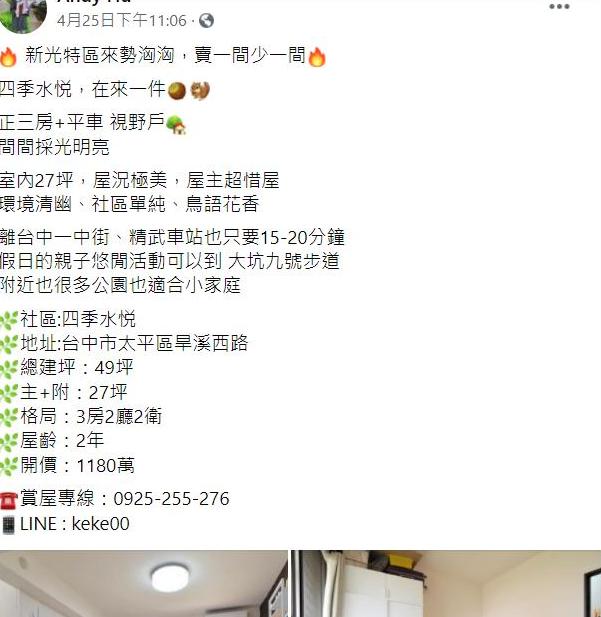 4月25日下午11:06 ·
🔥 新光特區來勢洶洶，賣一間少一間🔥
四季水悦，在來一件🌰🐿️
正三房+平車 視野戶🏡
間間採光明亮
室內27坪，屋況極美，屋主超惜屋
環境清幽、社區單純、鳥語花香
離台中一中街、精武車站也只要15-20分鐘
假日的親子悠閒活動可以到 大坑九號步道
附近也很多公園也適合小家庭
🌿社區:四季水悦
🌿地址:台中市太平區旱溪西路
🌿總建坪：49坪
🌿主+附：27坪
🌿格局：3房2廳2衛
🌿屋齡：2年
🌿開價：1180萬
☎️賞屋專線：0925-255-276
📱LINE : keke00